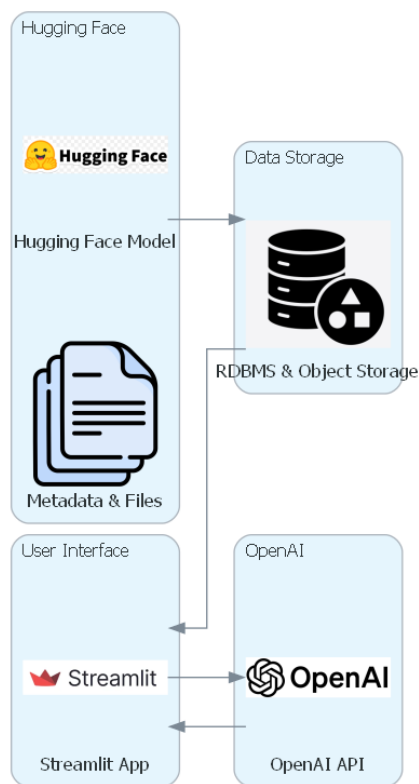 Hugging Face
Hugging Face
Hugging Face Model
Metadata & Files
Data Storage
RDBMS & Object Storage
User Interface
Streamlit
Streamlit App
OpenAI
OpenAI
OpenAI API